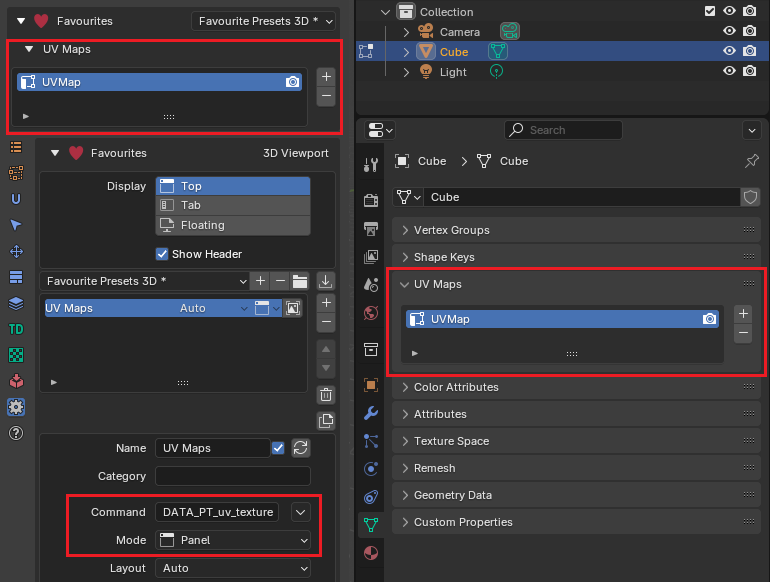 Favourites
Favourite Presets 3D *
UV Maps
UVMap
Favourites
3D Viewport
Display
Top
Tab
Floating
Show Header
Favourite Presets 3D *
UV Maps
Auto
TD
Name
UV Maps
Category
Command
DATA_PT_uv_texture
Mode
Panel
Layout
Auto
Collection
Camera
Cube
Light
Search
Cube
Cube
Cube
Vertex Groups
Shape Keys
UV Maps
UVMap
Color Attributes
Attributes
Texture Space
Remesh
Geometry Data
Custom Properties